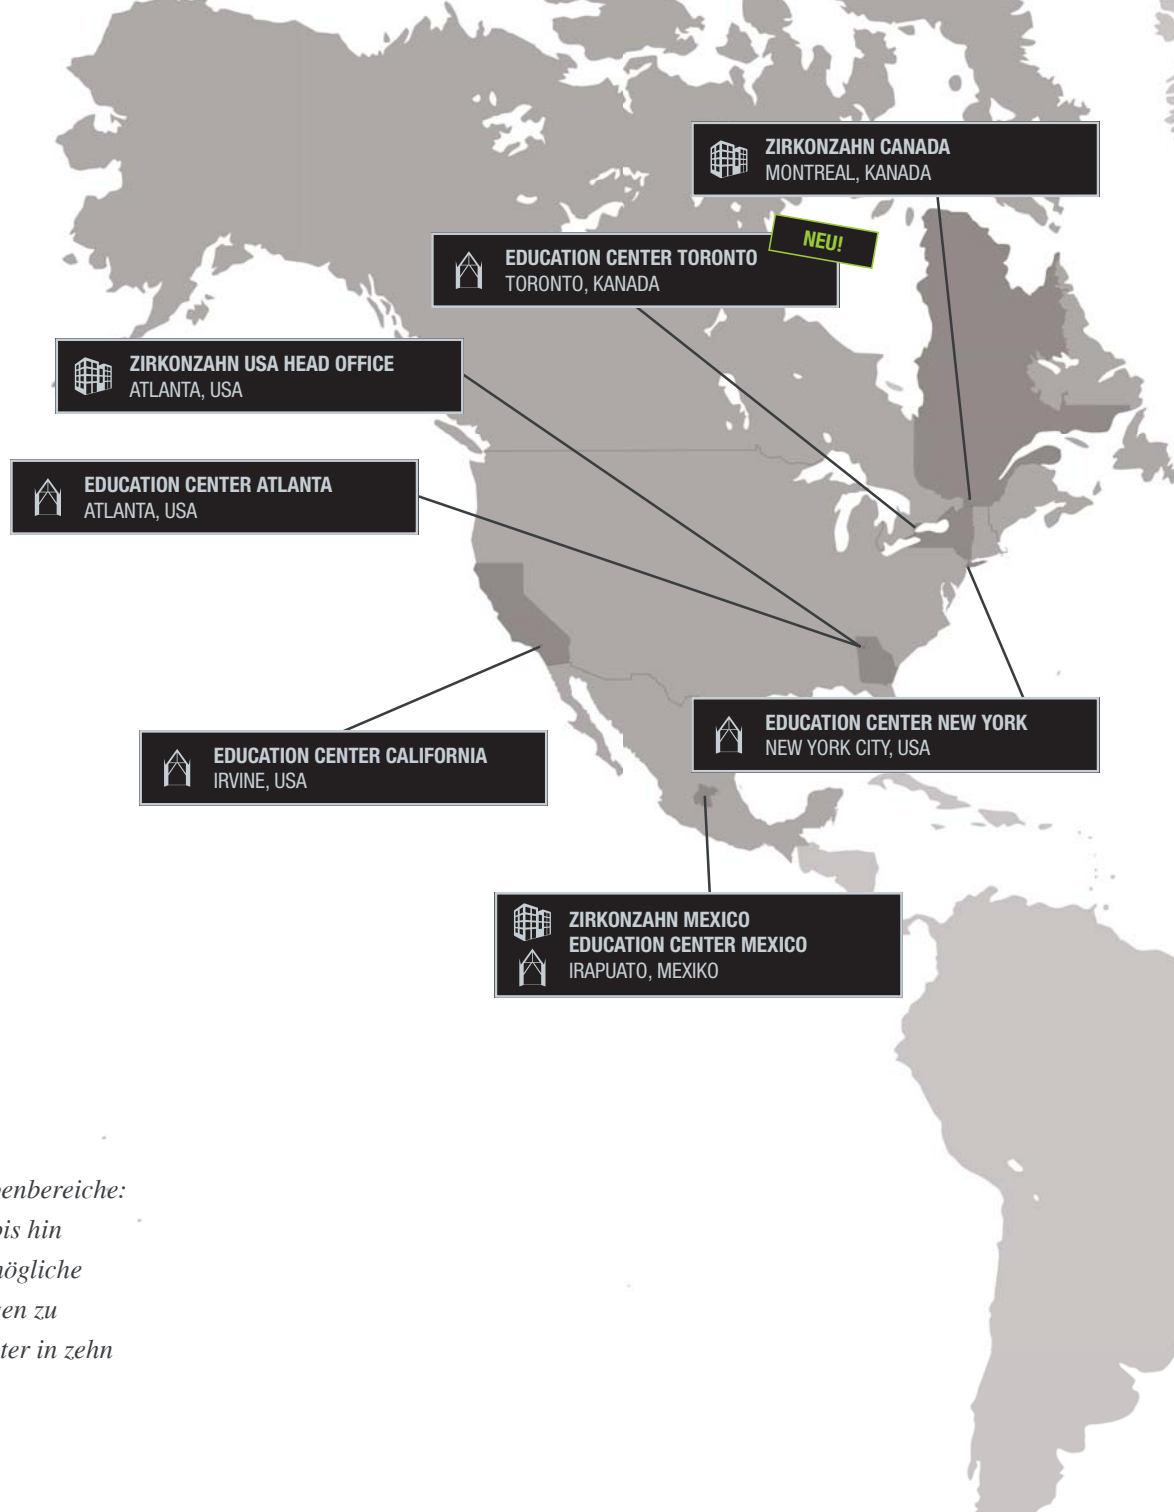 ZIRKONZAHN CANADA
MONTREAL, KANADA
NEU!
EDUCATION CENTER TORONTO
TORONTO, KANADA
ZIRKONZAHN USA HEAD OFFICE
ATLANTA, USA
EDUCATION CENTER ATLANTA
ATLANTA, USA
EDUCATION CENTER NEW YORK
NEW YORK CITY, USA
EDUCATION CENTER CALIFORNIA
IRVINE, USA
ZIRKONZAHN MEXICO
EDUCATION CENTER MEXICO
IRAPUATO, MEXIKO
enbereiche:
bis hin
mögliche
en zu
ter in zehn